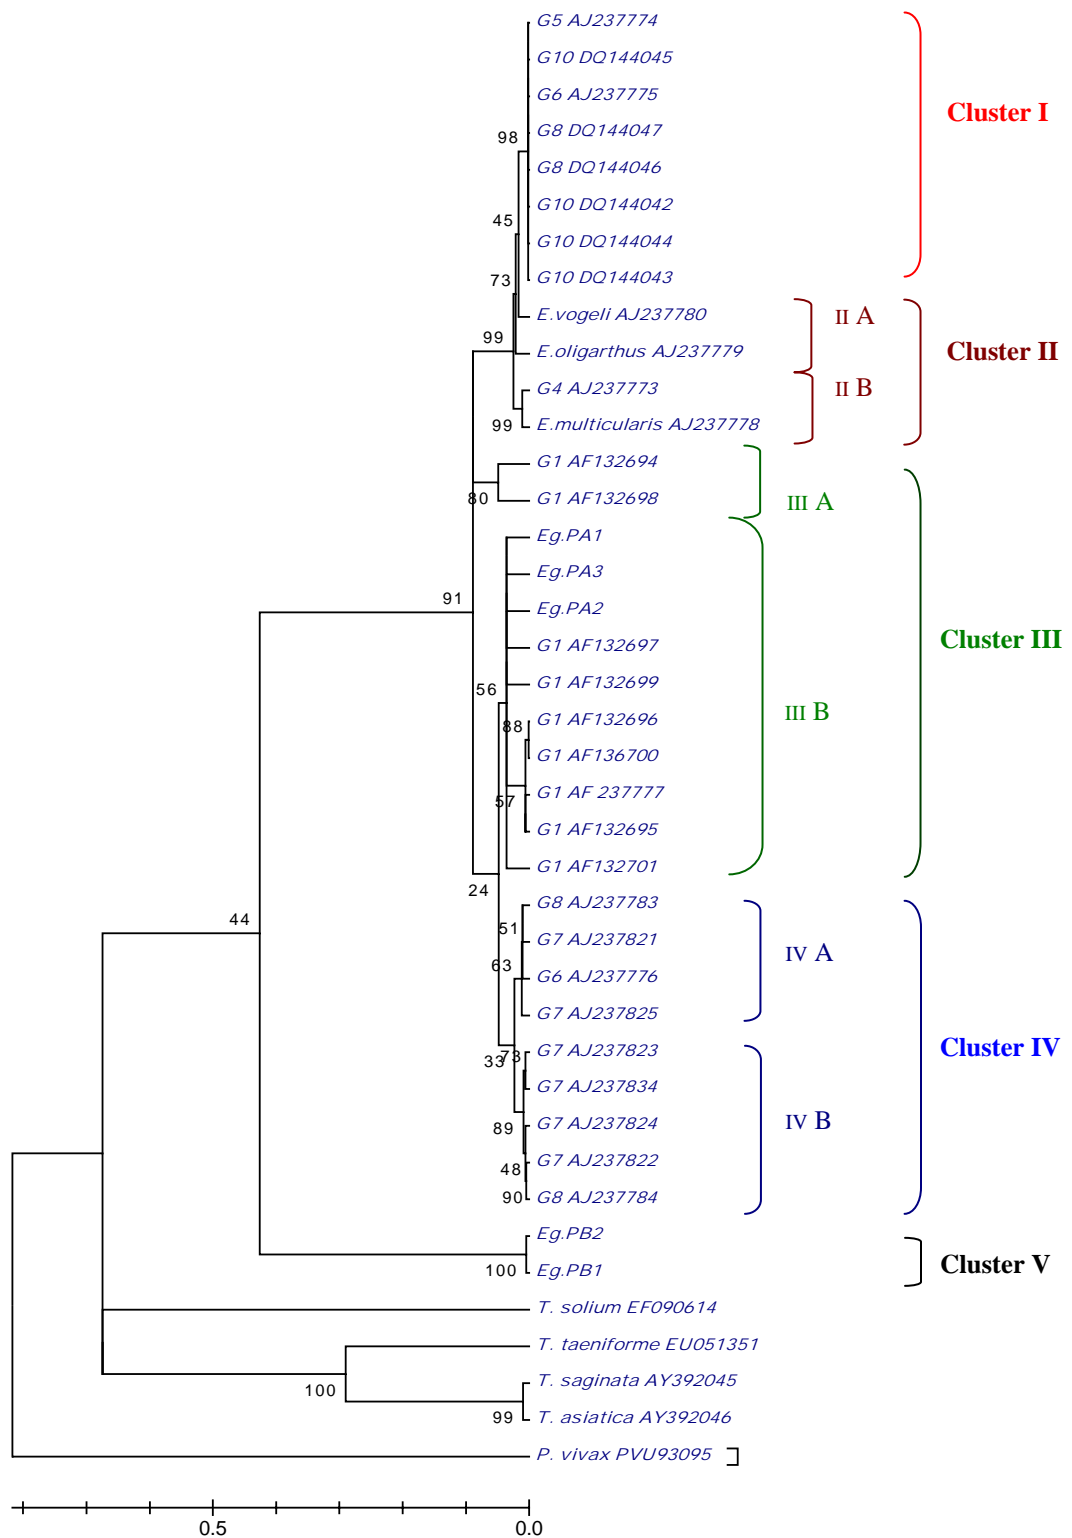 G5 AJ237774
G10 DQ144045
G6 AJ237775
Cluster I
G8 DQ144047
98
G8 DQ144046
G10 DQ144042
45
G10 DQ144044
73
G10 DQ144043
E.vogeli AJ237780
II A
99
E.oligarthus AJ237779
Cluster II
G4 AJ237773
II B
99
E.multicularis AJ237778
G1 AF132694
80
G1 AF132698
III A
Eg.PA1
Eg.PA3
91
Eg.PA2
G1 AF132697
Cluster III
56
G1 AF132699
88
G1 AF132696
III B
G1 AF136700
57
G1 AF 237777
G1 AF132695
G1 AF132701
24
G8 AJ237783
44
51
G7 AJ237821
IV A
63
G6 AJ237776
G7 AJ237825
33
73
G7 AJ237823
Cluster IV
G7 AJ237834
89
G7 AJ237824
IV B
48
G7 AJ237822
90
G8 AJ237784
Eg.PB2
100
Eg.PB1
Cluster V
T. solium EF090614
T. taeniforme EU051351
100
T. saginata AY392045
99
T. asiatica AY392046
P. vivax PVU93095
0.5
0.0